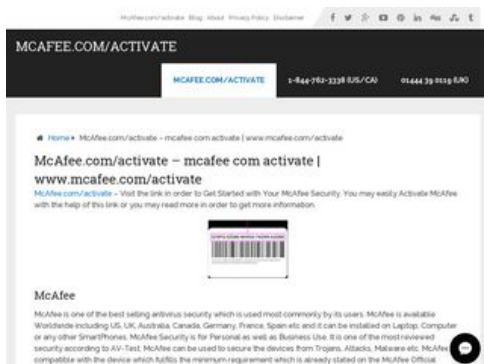 McAfee.com/activate Blog About Privacy Policy Disclaimer
MCAFEE.COM/ACTIVATE
MCAFEE.COM/ACTIVATE 1-844-762-3338 (US/CA) 01444 39 0119 (UK)
Home McAfee.com/activate – mcafee com activate | www.mcafee.com/activate
McAfee.com/activate – mcafee com activate |
www.mcafee.com/activate
McAfee.com/activate – Visit the link in order to Get Started with Your McAfee Security. You may easily Activate McAfee
with the help of this link or you may read more in order to get more information.
McAfee
McAfee is one of the best selling antivirus security which is used most commonly by its users. McAfee is available
Worldwide including US, UK, Australia, Canada, Germany, France, Spain etc and it can be installed on Laptop, Computer
or any other SmartPhones. McAfee Security is for Personal as well as Business Use. It is one of the most reviewed
security according to AV-Test. McAfee can be used to secure the devices from Trojans, Attacks, Malware etc. McAfee
compatible with the device which fulfills the minimum requirement which is already stated on the McAfee Official